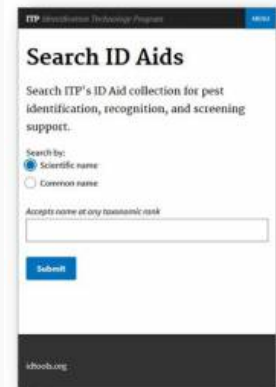 ITP Identification Technology Program
MENU
Search ID Aids
Search ITP's ID Aid collection for pest
identification, recognition, and screening
support.
Search by:
Scientific name
Common name
Accepts name at any taxonomic rank
Submit
idtools.org